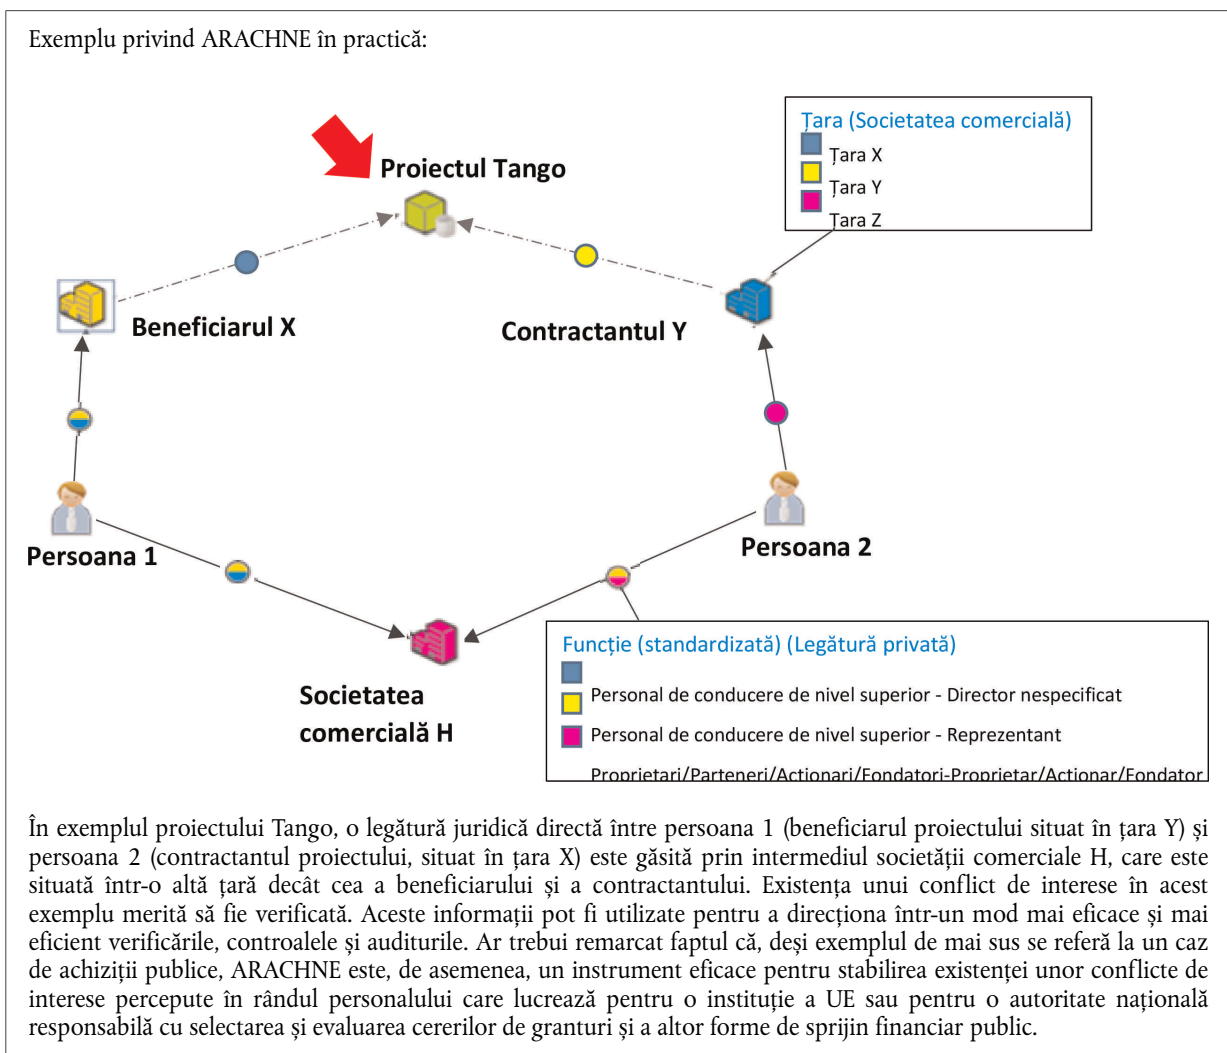 Exemplu privind ARACHNE în practică:
Țara (Societatea comercială)
Țara X
Țara Y
Țara Z
Proiectul Tango
Beneficiarul X
Contractantul Y
Persoana 1
Persoana 2
Societatea
comercială H
Funcție (standardizată) (Legătură privată)
Personal de conducere de nivel superior - Director nespecificat
Personal de conducere de nivel superior - Reprezentant
Proprietari/Parteneri/Acționari/Fondatori-Proprietar/Acționar/Fondator
În exemplul proiectului Tango, o legătură juridică directă între persoana 1 (beneficiarul proiectului situat în țara Y) și
persoana 2 (contractantul proiectului, situat în țara X) este găsită prin intermediul societății comerciale H, care este
situată într-o altă țară decât cea a beneficiarului și a contractantului. Existența unui conflict de interese în acest
exemplu merită să fie verificată. Aceste informații pot fi utilizate pentru a direcționa într-un mod mai eficace și mai
eficient verificările, controalele și auditurile. Ar trebui remarcat faptul că, deși exemplul de mai sus se referă la un caz
de achiziții publice, ARACHNE este, de asemenea, un instrument eficace pentru stabilirea existenței unor conflicte de
interese percepute în rândul personalului care lucrează pentru o instituție a UE sau pentru o autoritate națională
responsabilă cu selectarea și evaluarea cererilor de granturi și a altor forme de sprijin financiar public.